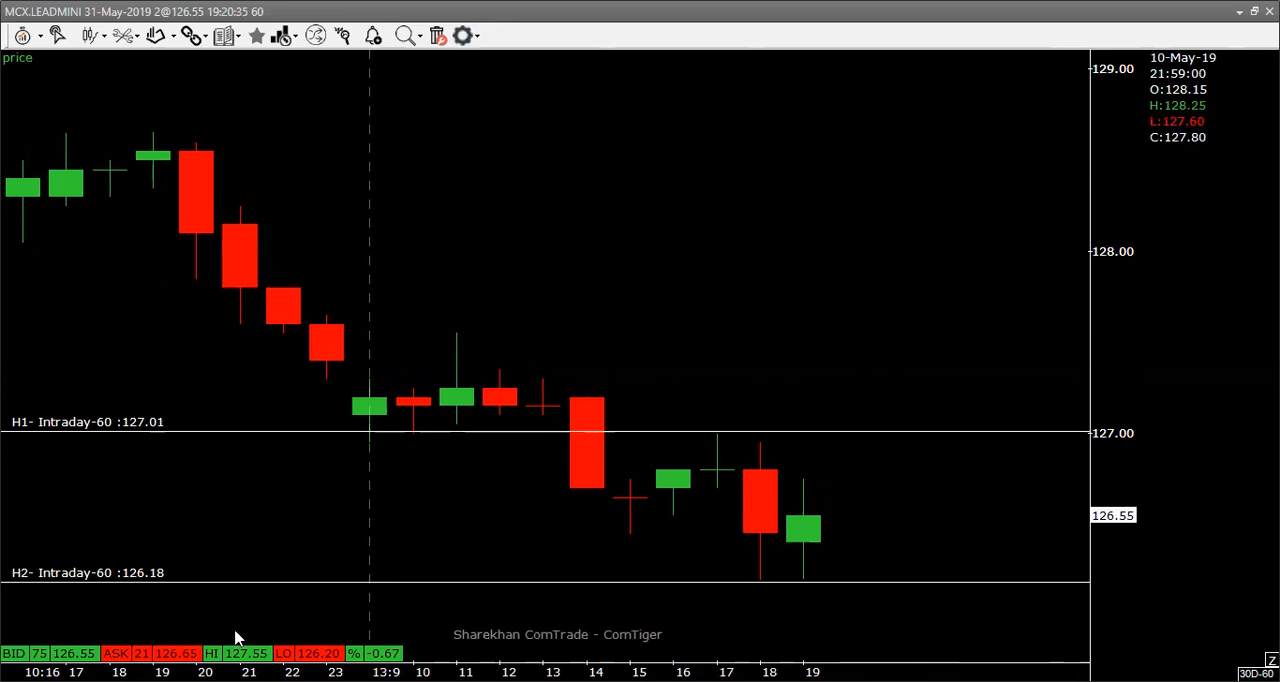 MCX.LEADMINI 31-May-2019 2@126.55 19:20:35 60
price
10-May-19
21:59:00
O:128.15
H:128.25
L:127.60
C:127.80
129.00
128.00
H1- Intraday-60 :127.01
127.00
126.55
H2- Intraday-60 :126.18
Sharekhan ComTrade - ComTiger
BID 75 126.55 ASK 21 126.65 HI 127.55 LO 126.20 % -0.67
Z
10:16 17 18 19 20 21 22 23 13:9 10 11 12 13 14 15 16 17 18 19
30D-60